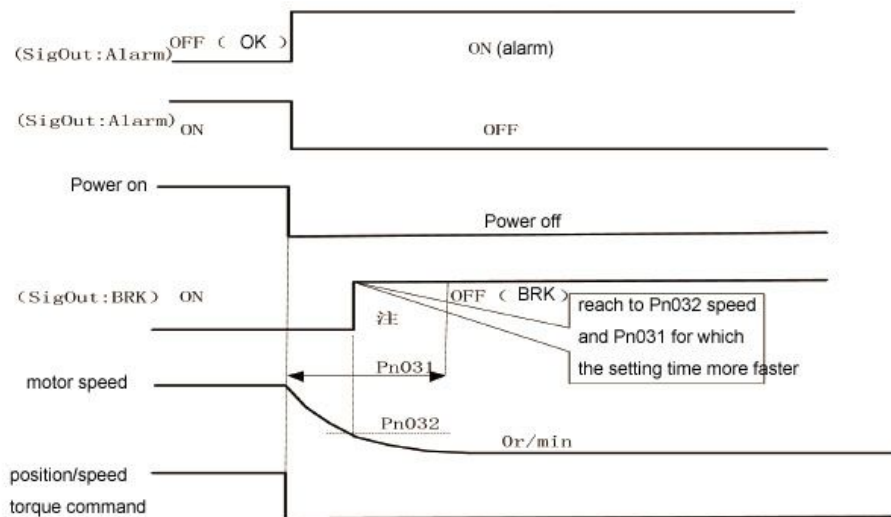 OFF ( OK )
(SigOut:Alarm)
ON (alarm)
(SigOut:Alarm) ON
OFF
Power on
Power off
(SigOut:BRK) ON
OFF ( BRK)
注
reach to Pn032 speed
and Pn031 for which
the setting time more faster
Pn031
motor speed
Pn032
0r/min
position/speed
torque command